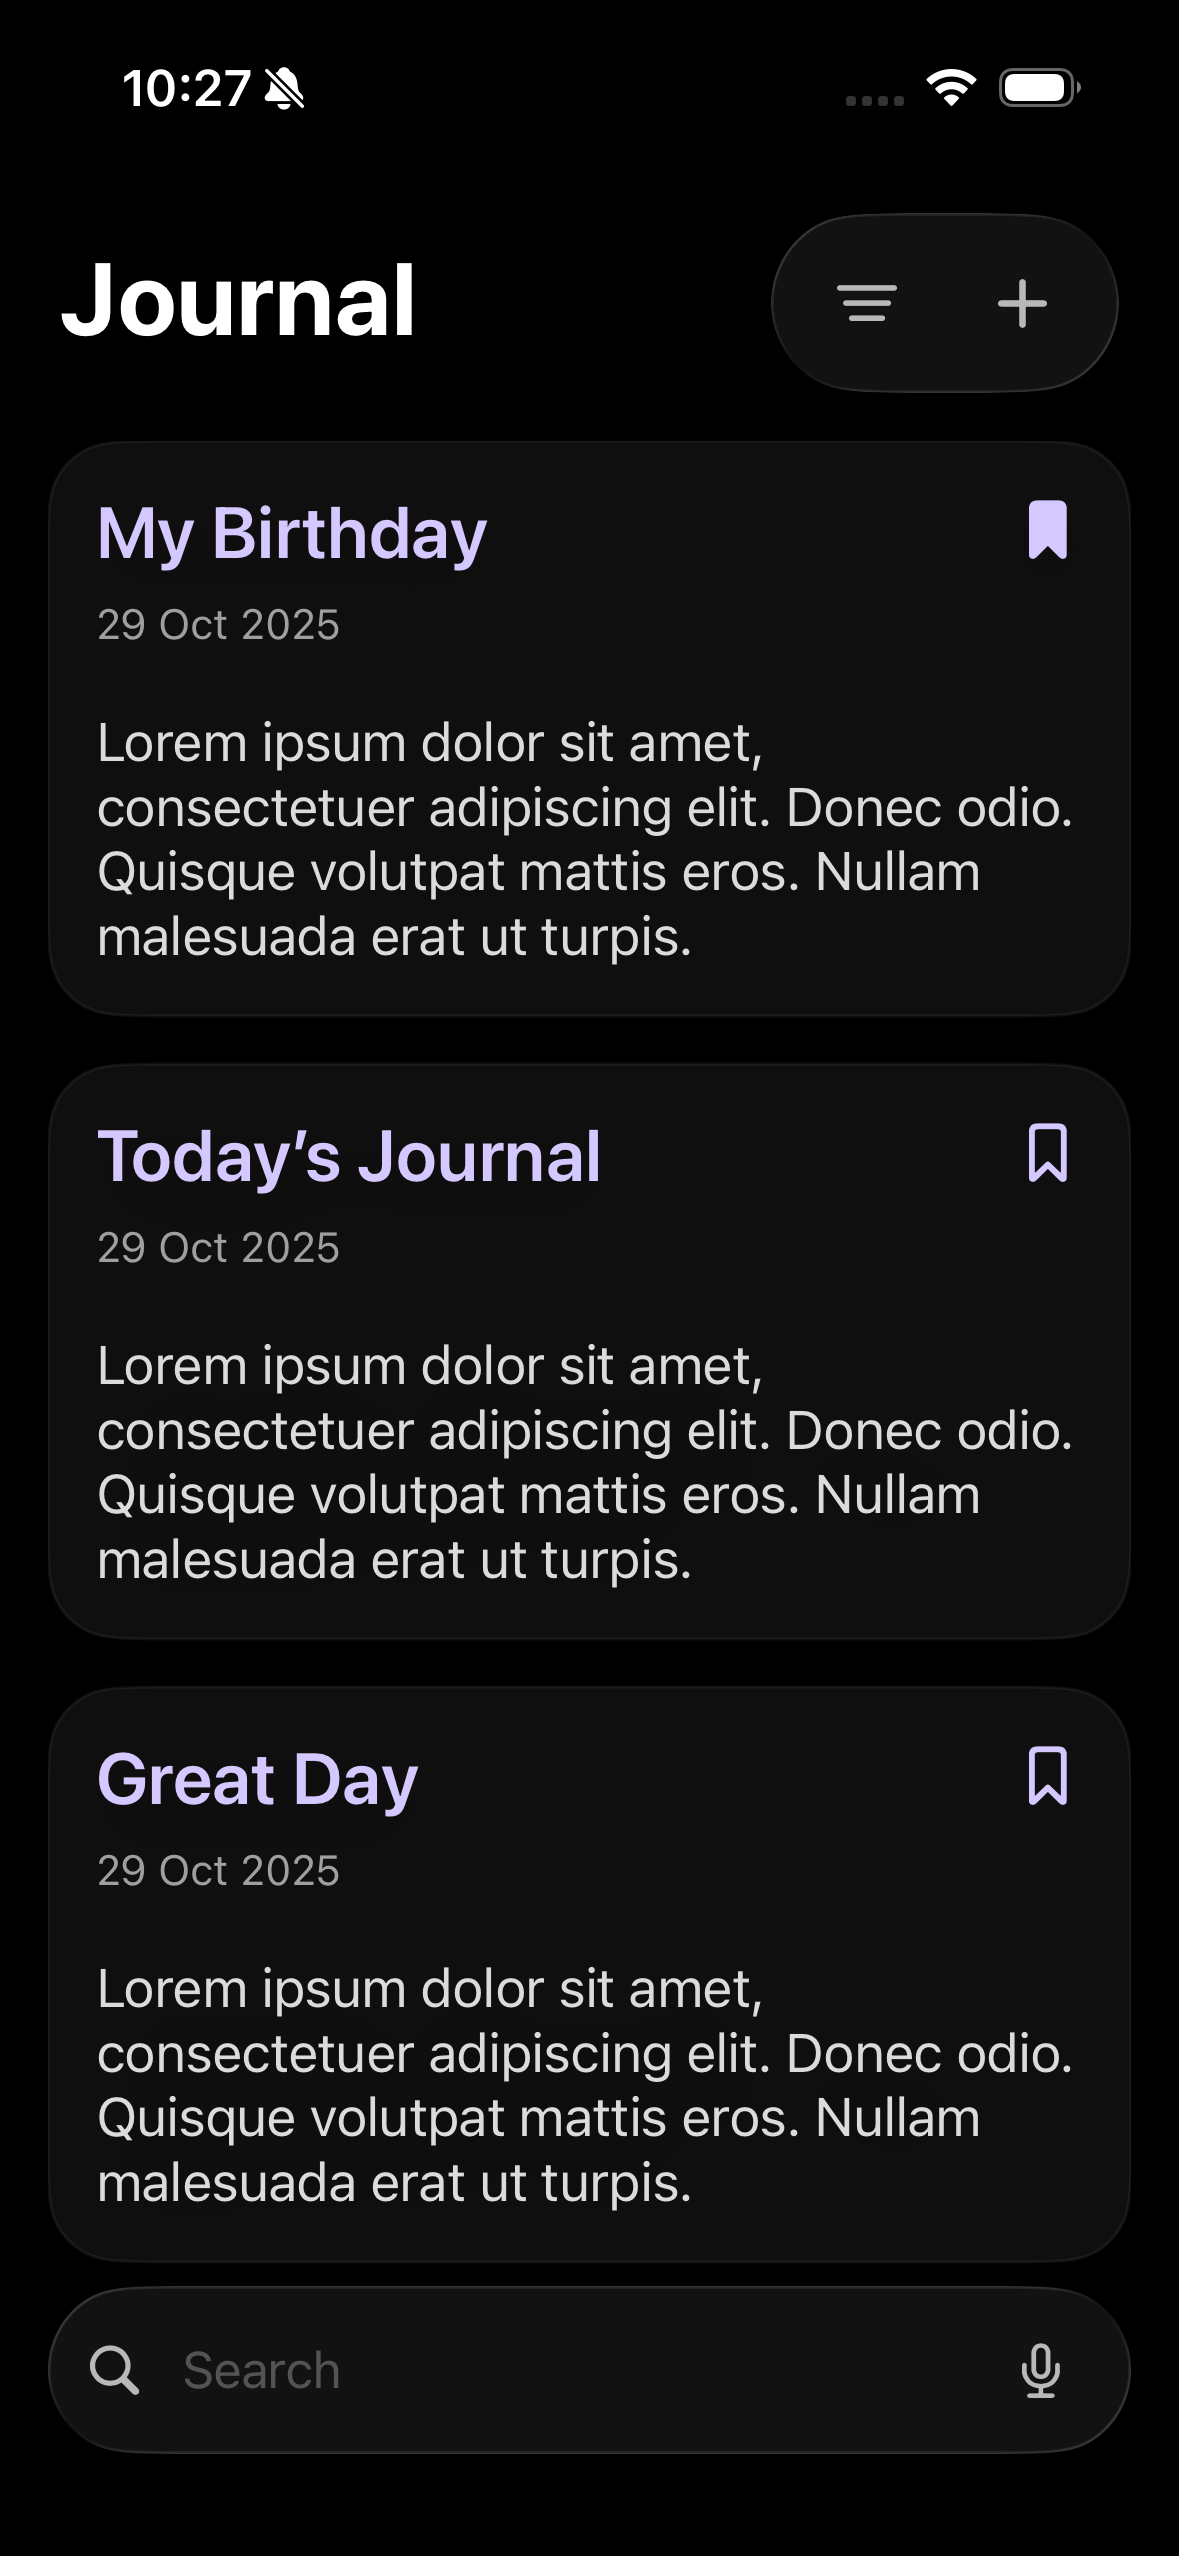 10:27
Journal
My Birthday
29 Oct 2025
Lorem ipsum dolor sit amet,
consectetuer adipiscing elit. Donec odio.
Quisque volutpat mattis eros. Nullam
malesuada erat ut turpis.
Today’s Journal
29 Oct 2025
Lorem ipsum dolor sit amet,
consectetuer adipiscing elit. Donec odio.
Quisque volutpat mattis eros. Nullam
malesuada erat ut turpis.
Great Day
29 Oct 2025
Lorem ipsum dolor sit amet,
consectetuer adipiscing elit. Donec odio.
Quisque volutpat mattis eros. Nullam
malesuada erat ut turpis.
Search